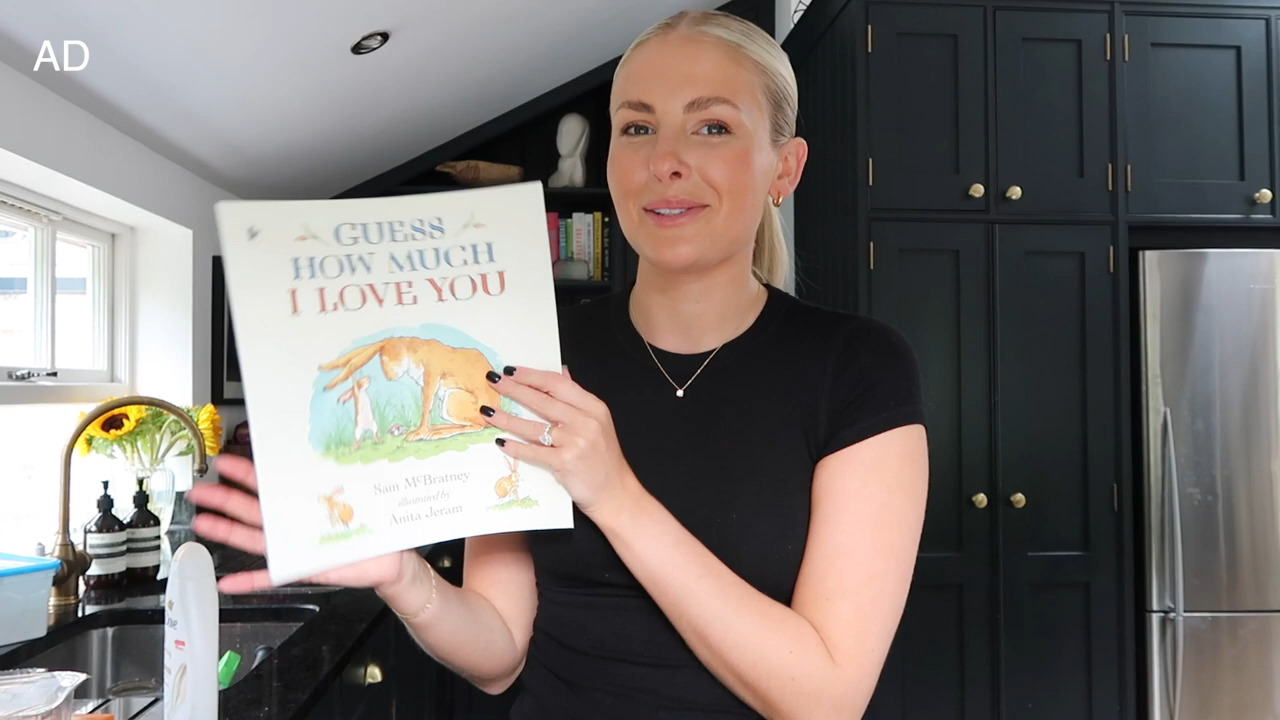 AD
GUESS
HOW MUCH
I LOVE YOU
Sam McBratney
illustrated by
Anita Jeram